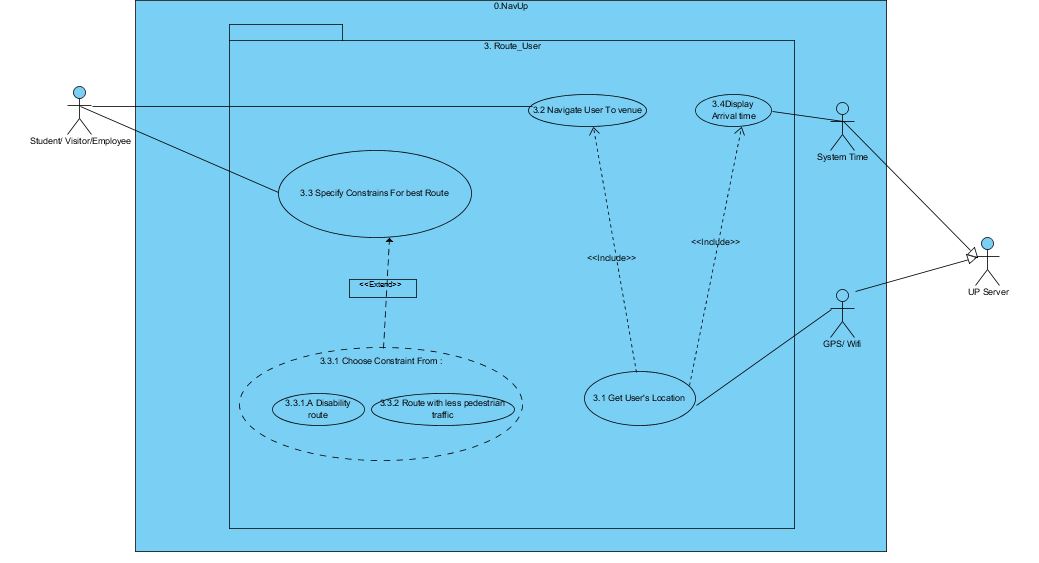 0.NavUp
3. Route_User
3.2 Navigate User To venue
3.4Display
Arrival time
Student/ Visitor/Employee
System Time
3.3 Specify Constrains For best Route
<<Include>>
<<Include>>
<<Extend>>
UP Server
GPS/ Wifi
3.3.1 Choose Constraint From :
3.3.1.A Disability
route
3.3.2 Route with less pedestrian
traffic
3.1 Get User's Location